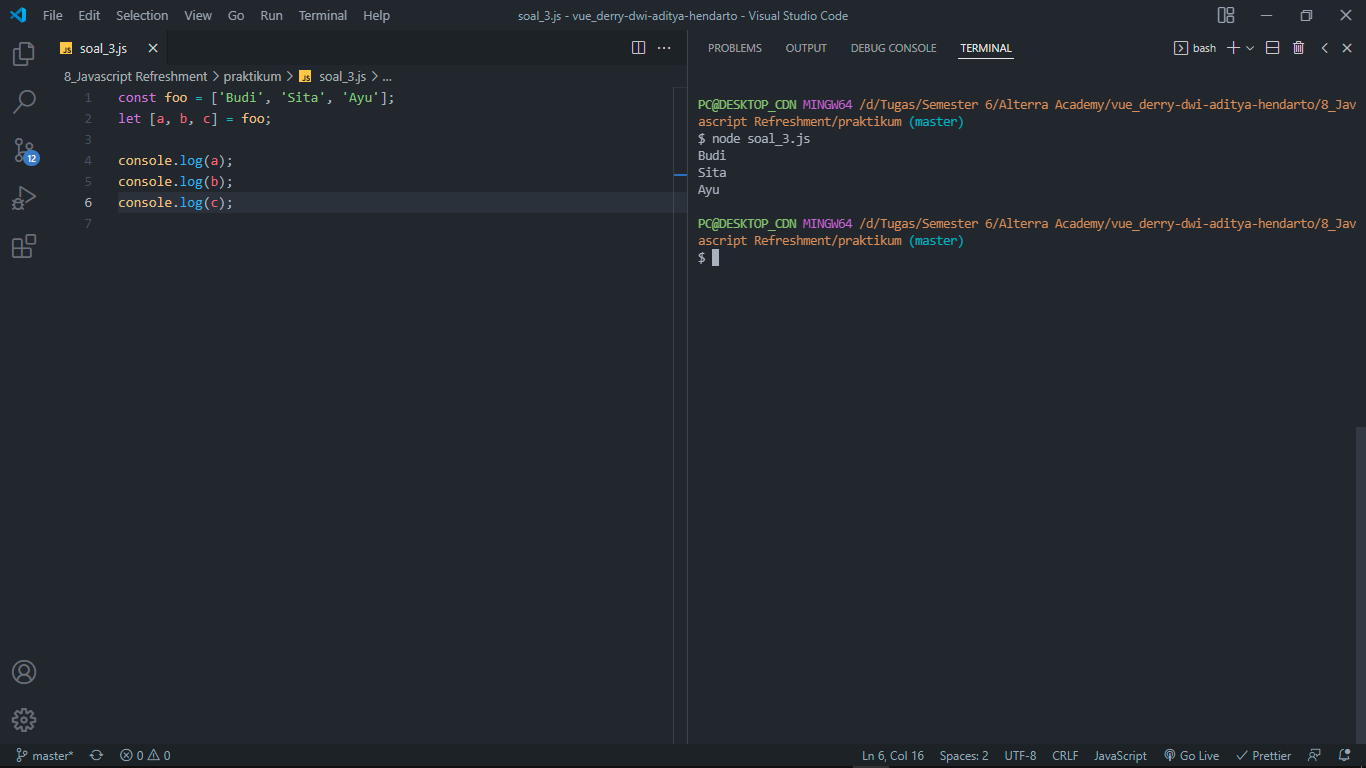 File Edit Selection View Go Run Terminal Help soal_3.js - vue_derry-dwi-aditya-hendarto - Visual Studio Code
JS soal_3.js
8_Javascript Refreshment > praktikum > JS soal_3.js > ...
1 const foo = ['Budi', 'Sita', 'Ayu'];
2 let [a, b, c] = foo;
3
4 console.log(a);
5 console.log(b);
6 console.log(c);
7
12
PROBLEMS OUTPUT DEBUG CONSOLE TERMINAL bash
PC@DESKTOP_CDN MINGW64 /d/Tugas/Semester 6/Alterra Academy/vue_derry-dwi-aditya-hendarto/8_Jav
ascript Refreshment/praktikum (master)
$ node soal_3.js
Budi
Sita
Ayu
PC@DESKTOP_CDN MINGW64 /d/Tugas/Semester 6/Alterra Academy/vue_derry-dwi-aditya-hendarto/8_Jav
ascript Refreshment/praktikum (master)
$
master* 0 0 Ln 6, Col 16 Spaces: 2 UTF-8 CRLF JavaScript Go Live Prettier